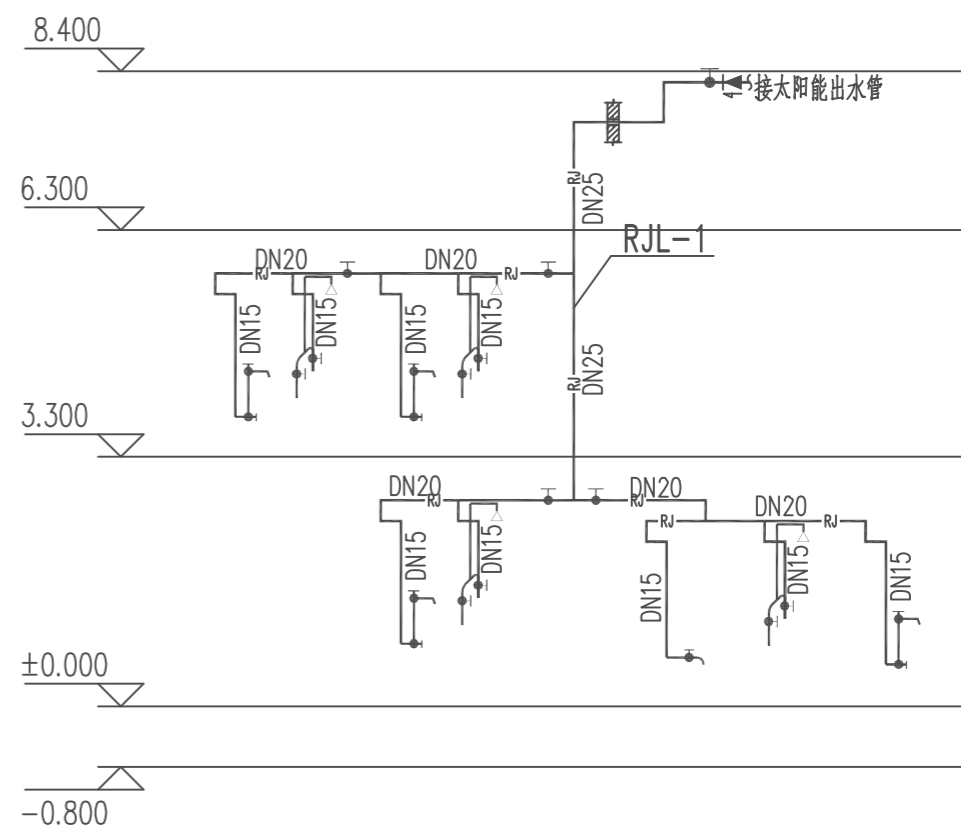 8.400
接太阳能出水管
6.300
RJ
DN25
RJL-1
DN20
DN20
RJ
RJ
DN15
DN15
DN15
DN15
RJ
DN25
3.300
DN20
RJ
DN20
RJ
DN20
RJ
RJ
DN15
DN15
DN15
DN15
DN15
±0.000
-0.800